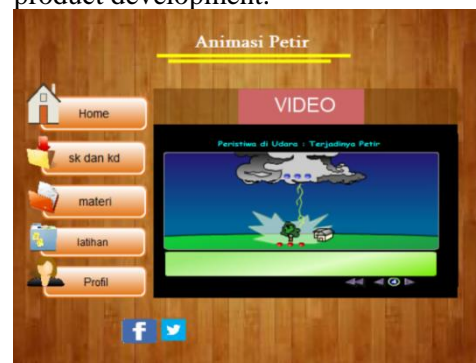 product development.
Animasi Petir
VIDEO
Home
sk dan kd
materi
latihan
Profil
Peristiwa di Udara : Terjadinya Petir
f